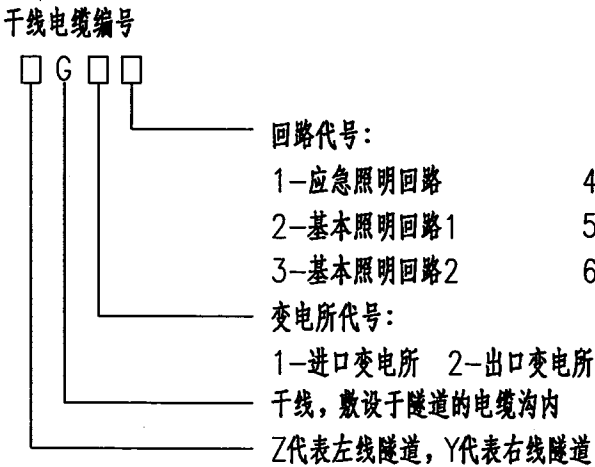 干线电缆编号
□ G □ □
回路代号：
1—应急照明回路 4
2—基本照明回路1 5
3—基本照明回路2 6
变电所代号：
1—进口变电所 2—出口变电所
干线，敷设于隧道的电缆沟内
Z代表左线隧道，Y代表右线隧道